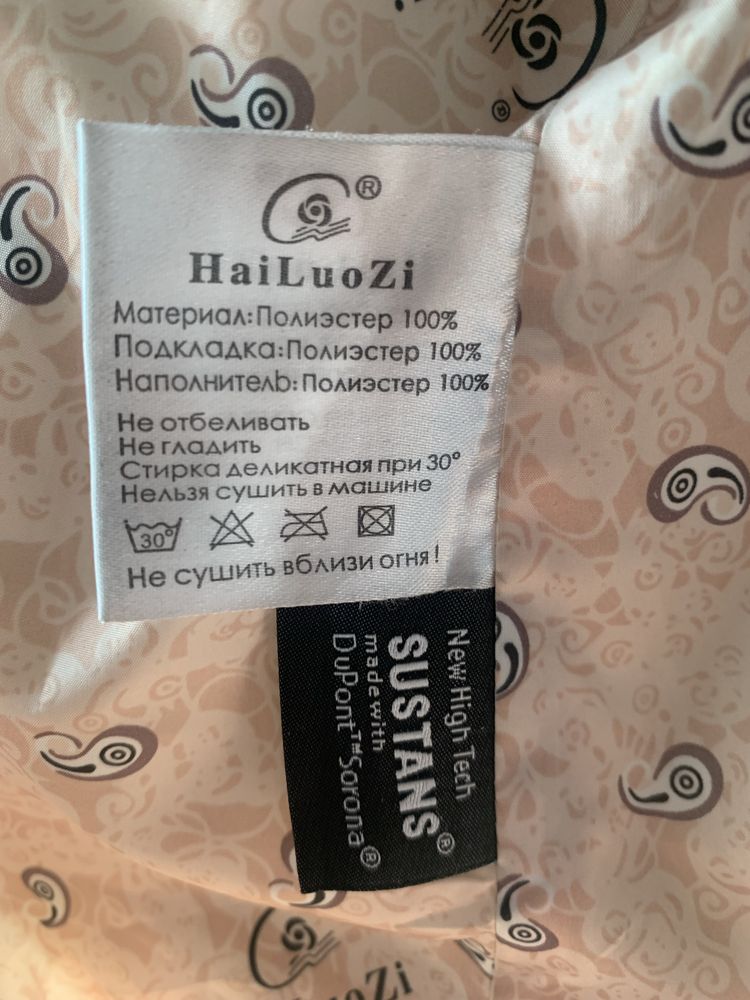 ®
HaiLuoZi
Материал:Полиэстер 100%
Подкладка:Полиэстер 100%
Наполнитель:Полиэстер 100%
Не отбеливать
Не гладить
Стирка деликатная при 30°
Нельзя сушить в машине
30°
Не сушить вблизи огня!
New High Tech
SUSTANS®
made with
DuPont™Sorona®
®